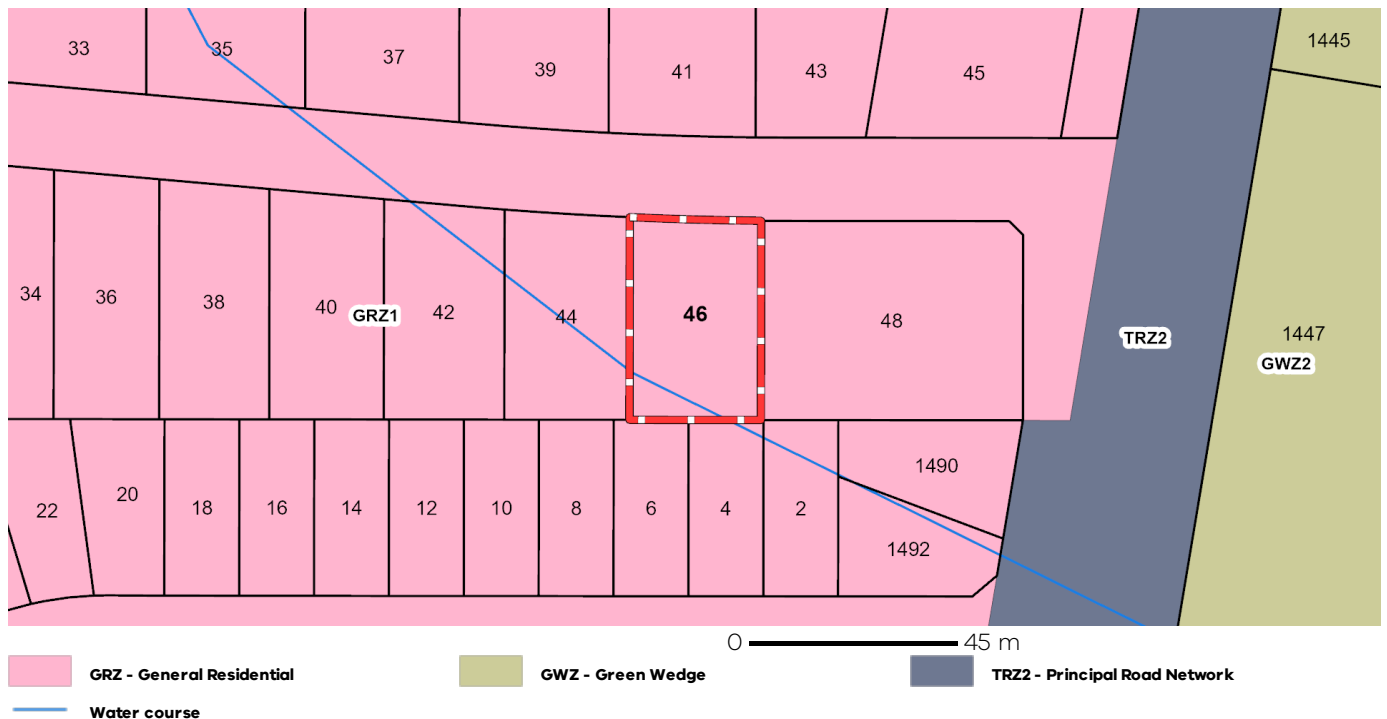 33 35 37 39 41 43 45 1445
34 36 38 40 GRZ1 42 44 46 48 TRZ2 1447
GWZ2
22 20 18 16 14 12 10 8 6 4 2 1490
1492
0 45 m
GRZ - General Residential GWZ - Green Wedge TRZ2 - Principal Road Network
Water course